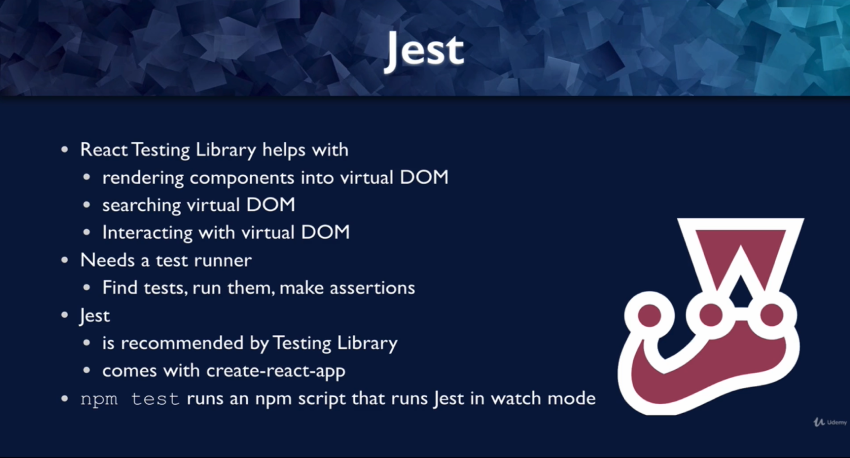 Jest
• React Testing Library helps with
• rendering components into virtual DOM
• searching virtual DOM
• Interacting with virtual DOM
• Needs a test runner
• Find tests, run them, make assertions
• Jest
• is recommended by Testing Library
• comes with create-react-app
• npm test runs an npm script that runs Jest in watch mode
Udemy